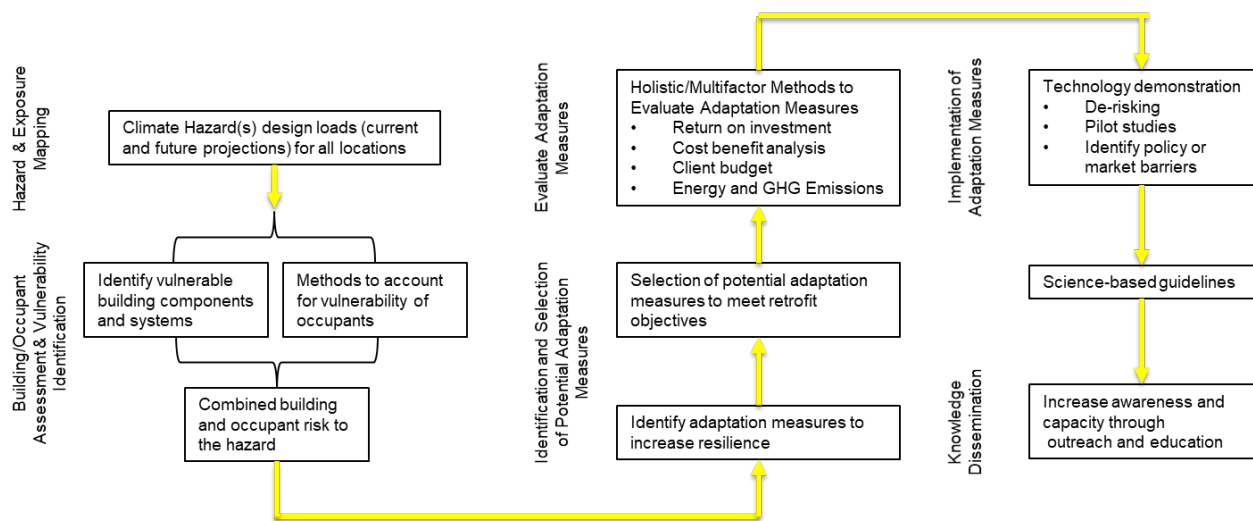 Hazard & Exposure
Mapping
Climate Hazard(s) design loads (current
and future projections) for all locations
Building/Occupant
Assessment & Vulnerability
Identification
Identify vulnerable
building components
and systems
Methods to account
for vulnerability of
occupants
Combined building
and occupant risk to
the hazard
Evaluate Adaptation
Measures
Holistic/Multifactor Methods to
Evaluate Adaptation Measures
• Return on investment
• Cost benefit analysis
• Client budget
• Energy and GHG Emissions
Identification and Selection
of Potential Adaptation
Measures
Selection of potential adaptation
measures to meet retrofit
objectives
Identify adaptation measures to
increase resilience
Implementation of
Adaptation Measures
Technology demonstration
• De-risking
• Pilot studies
• Identify policy or
market barriers
Science-based guidelines
Knowledge
Dissemination
Increase awareness and
capacity through
outreach and education